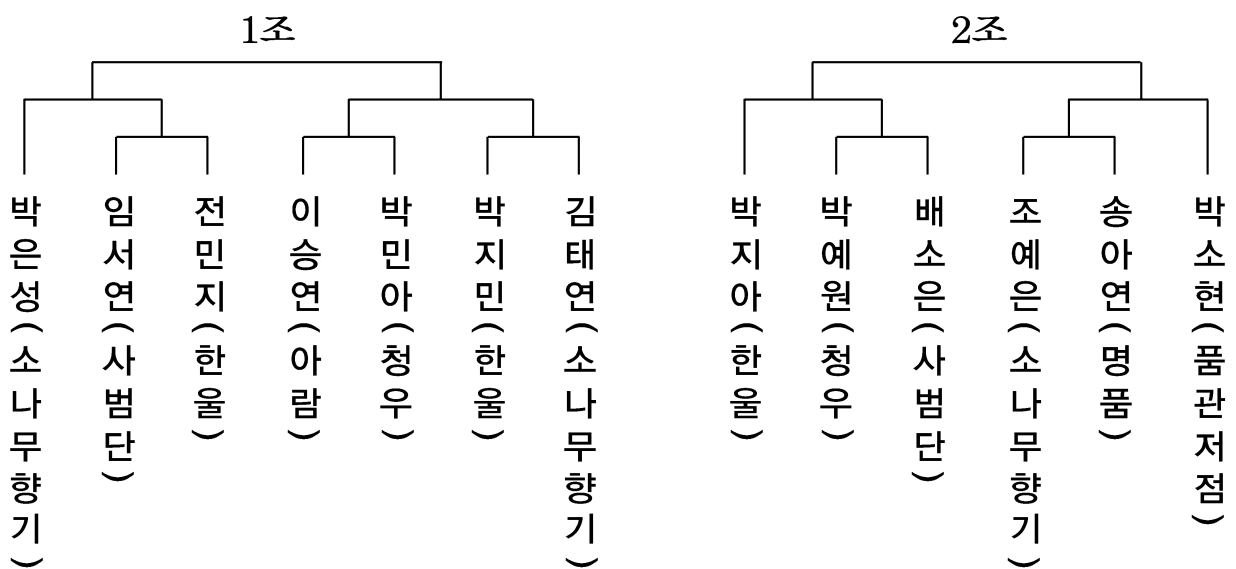 1조
박은성(소나무향기)
임서연(사범단)
전민지(한울)
이승연(아람)
박민아(청우)
박지민(한울)
김태연(소나무향기)
2조
박지아(한울)
박예원(청우)
배소은(사범단)
조예은(소나무향기)
송아연(명품)
박소현(품관저점)